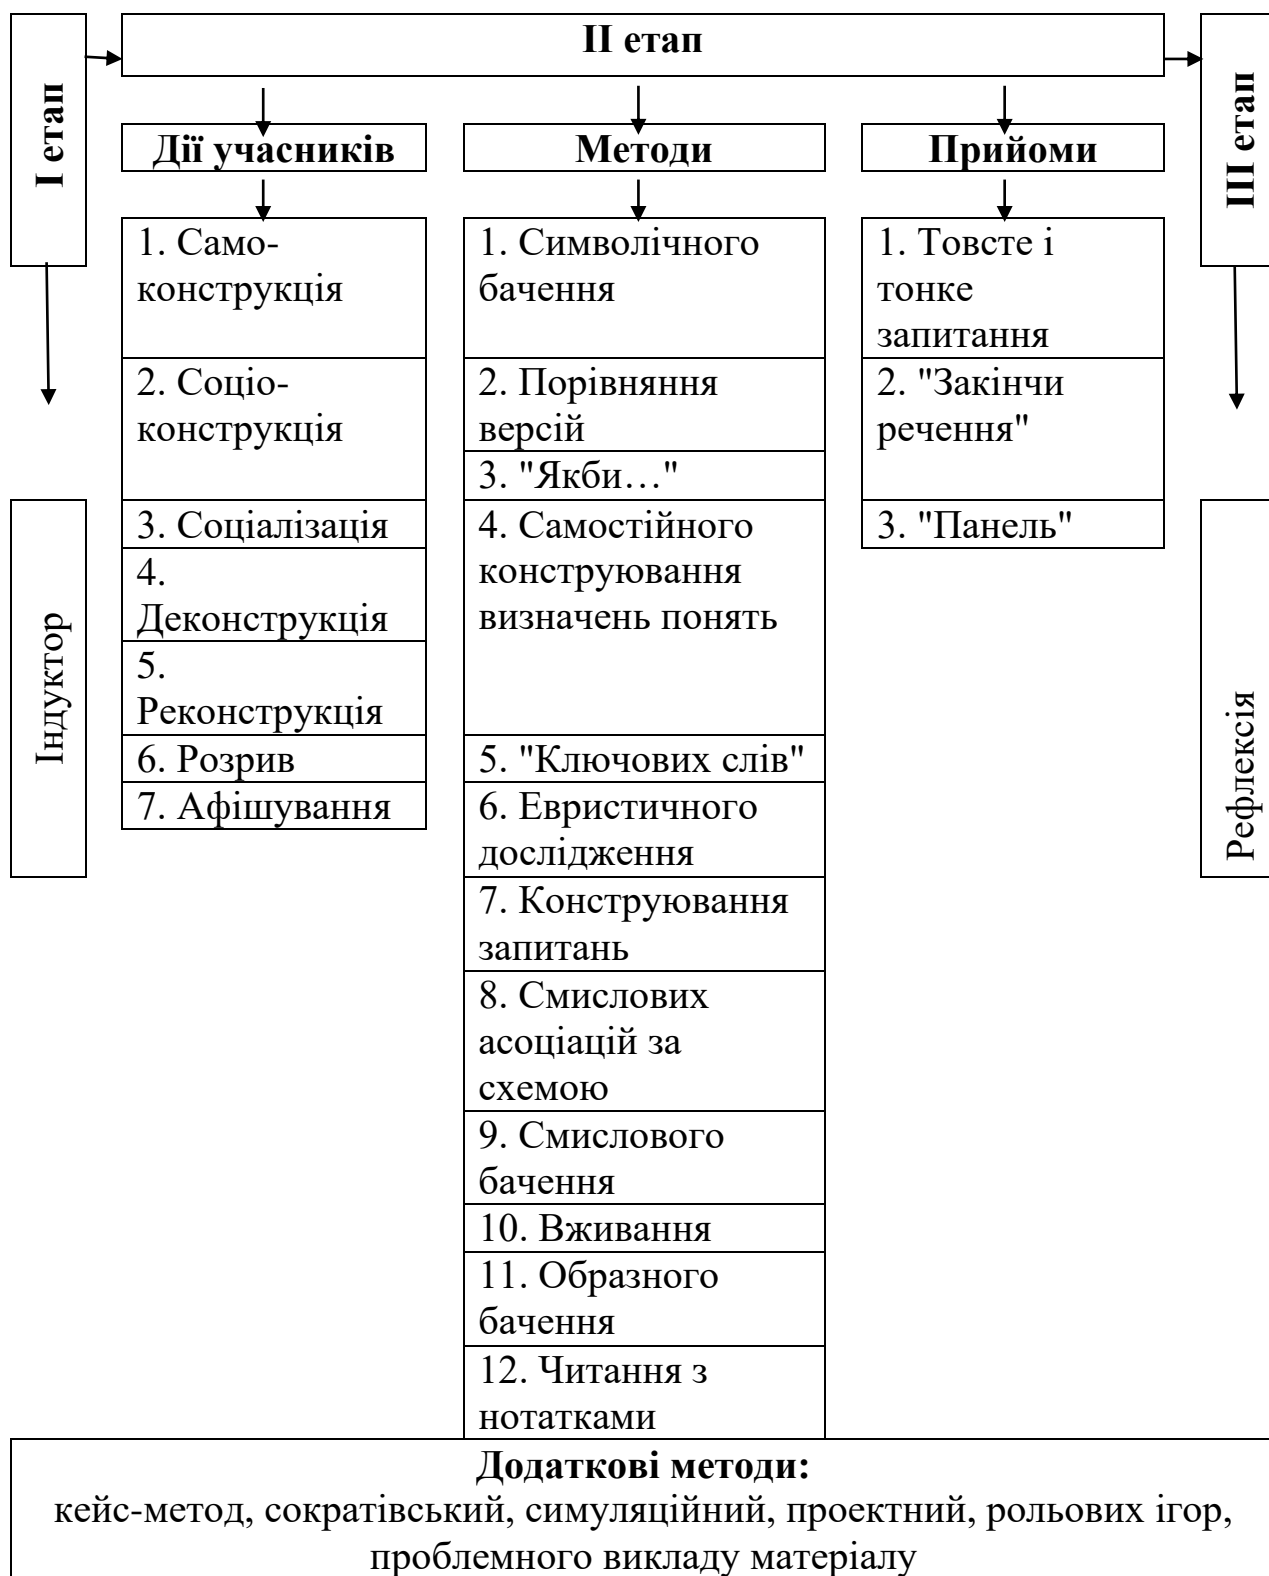 І етап
ІІ етап
ІІІ етап
Дії учасників
Методи
Прийоми
1. Само-
конструкція
2. Соціо-
конструкція
3. Соціалізація
4.
Деконструкція
5.
Реконструкція
6. Розрив
7. Афішування
1. Символічного
бачення
2. Порівняння
версій
3. "Якби…"
4. Самостійного
конструювання
визначень понять
5. "Ключових слів"
6. Евристичного
дослідження
7. Конструювання
запитань
8. Смислових
асоціацій за
схемою
9. Смислового
бачення
10. Вживання
11. Образного
бачення
12. Читання з
нотатками
1. Товсте і
тонке
запитання
2. "Закінчи
речення"
3. "Панель"
Індуктор
Рефлексія
Додаткові методи:
кейс-метод, сократівський, симуляційний, проектний, рольових ігор,
проблемного викладу матеріалу